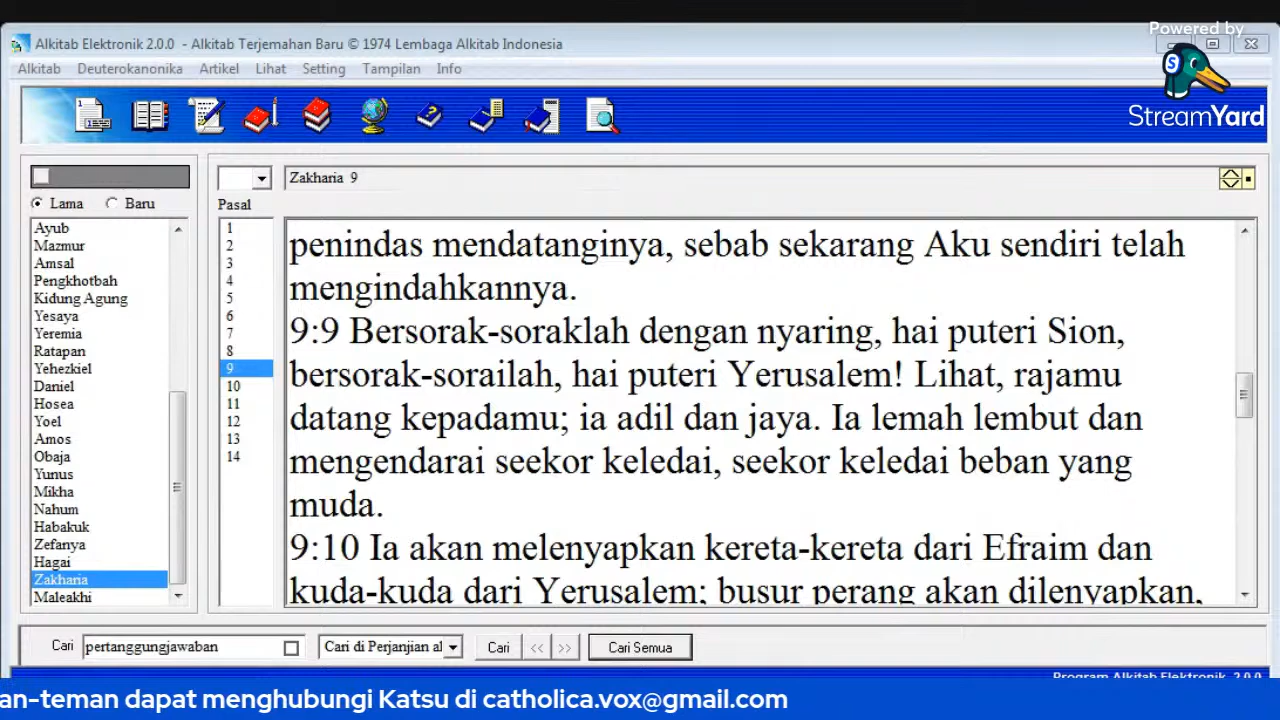 Powered by
StreamYard
Alkitab Elektronik 2.0.0 - Alkitab Terjemahan Baru © 1974 Lembaga Alkitab Indonesia
Alkitab Deuterokanonika Artikel Lihat Setting Tampilan Info
Zakharia 9
Lama Baru
Pasal
Ayub
Mazmur
Amsal
Pengkhotbah
Kidung Agung
Yesaya
Yeremia
Ratapan
Yehezkiel
Daniel
Hosea
Yoel
Amos
Obaja
Yunus
Mikha
Nahum
Habakuk
Zefanya
Hagai
Zakharia
Maleakhi
1
2
3
4
5
6
7
8
9
10
11
12
13
14
penindas mendatanginya, sebab sekarang Aku sendiri telah
mengindahkannya.
9:9 Bersorak-soraklah dengan nyaring, hai puteri Sion,
bersorak-sorailah, hai puteri Yerusalem! Lihat, rajamu
datang kepadamu; ia adil dan jaya. Ia lemah lembut dan
mengendarai seekor keledai, seekor keledai beban yang
muda.
9:10 Ia akan melenyapkan kereta-kereta dari Efraim dan
kuda-kuda dari Yerusalem; busur perang akan dilenyapkan,
Cari pertanggungjawaban Cari di Perjanjian al Cari << >> Cari Semua
Program Alkitab Elektronik 2.0.0
an-teman dapat menghubungi Katsu di catholica.vox@gmail.com